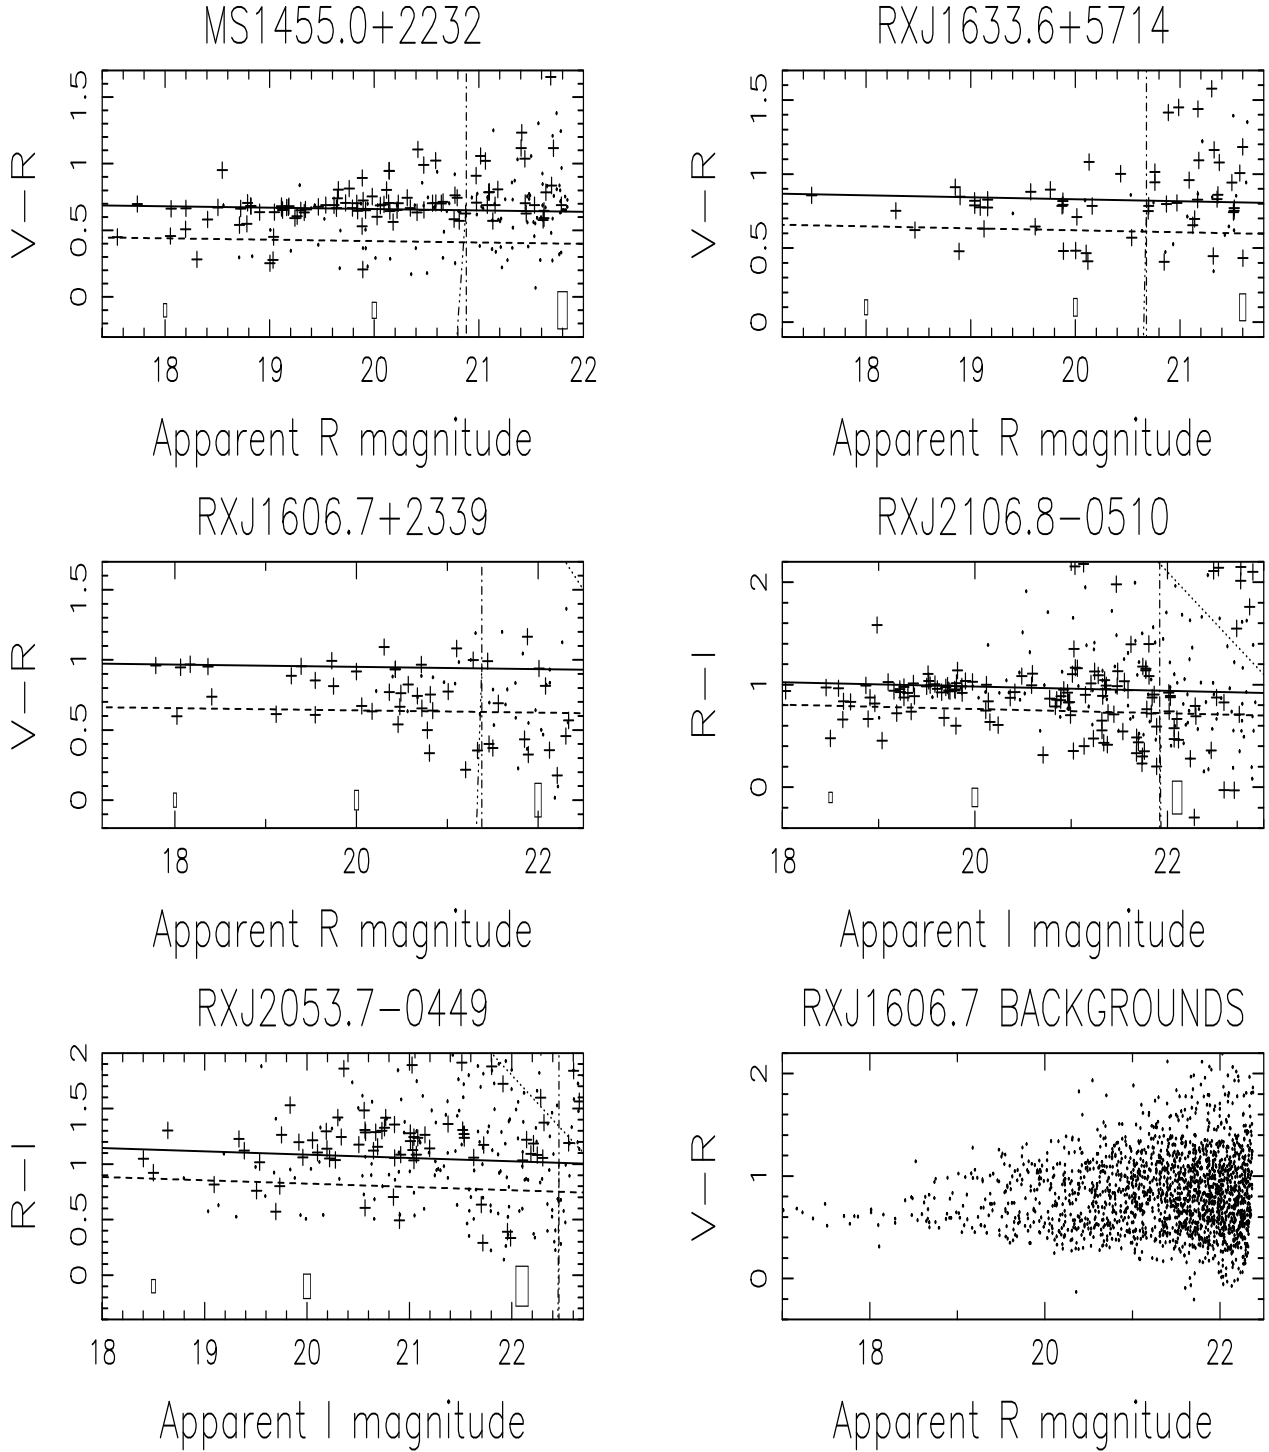 MS1455.0+2232
V−R
0 0.5 1 1.5
18 19 20 21 22
Apparent R magnitude
RXJ1633.6+5714
V−R
0 0.5 1 1.5
18 19 20 21
Apparent R magnitude
RXJ1606.7+2339
V−R
0 0.5 1 1.5
18 20 22
Apparent R magnitude
RXJ2106.8−0510
R−I
0 1 2
18 20 22
Apparent I magnitude
RXJ2053.7−0449
R−I
0 0.5 1 1.5 2
18 19 20 21 22
Apparent I magnitude
RXJ1606.7 BACKGROUNDS
V−R
0 1 2
18 20 22
Apparent R magnitude